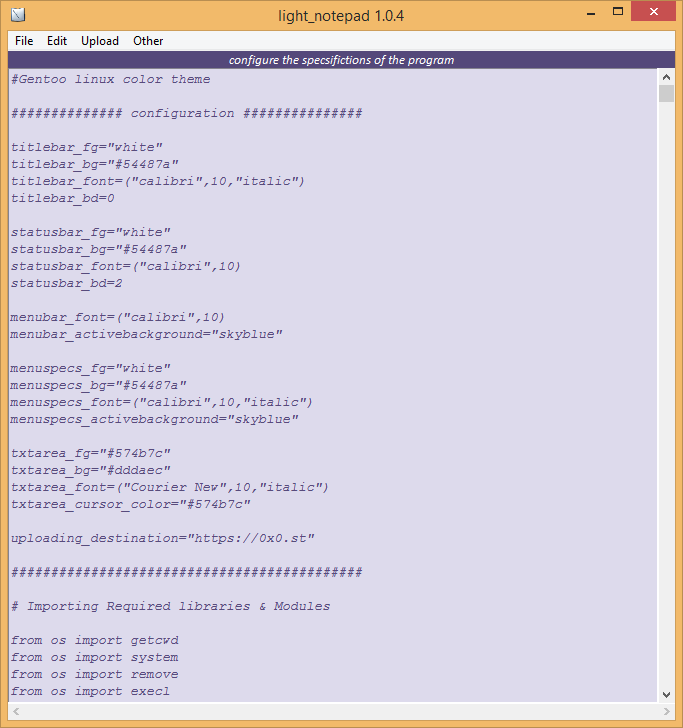 light_notepad 1.0.4
File Edit Upload Other
configure the specsifictions of the program
#Gentoo linux color theme
############## configuration ###############
titlebar_fg="white"
titlebar_bg="#54487a"
titlebar_font=("calibri",10,"italic")
titlebar_bd=0
statusbar_fg="white"
statusbar_bg="#54487a"
statusbar_font=("calibri",10)
statusbar_bd=2
menubar_font=("calibri",10)
menubar_activebackground="skyblue"
menuspecs_fg="white"
menuspecs_bg="#54487a"
menuspecs_font=("calibri",10,"italic")
menuspecs_activebackground="skyblue"
txtarea_fg="#574b7c"
txtarea_bg="#dddaec"
txtarea_font=("Courier New",10,"italic")
txtarea_cursor_color="#574b7c"
uploading_destination="https://0x0.st"
############################################
# Importing Required libraries & Modules
from os import getcwd
from os import system
from os import remove
from os import execl